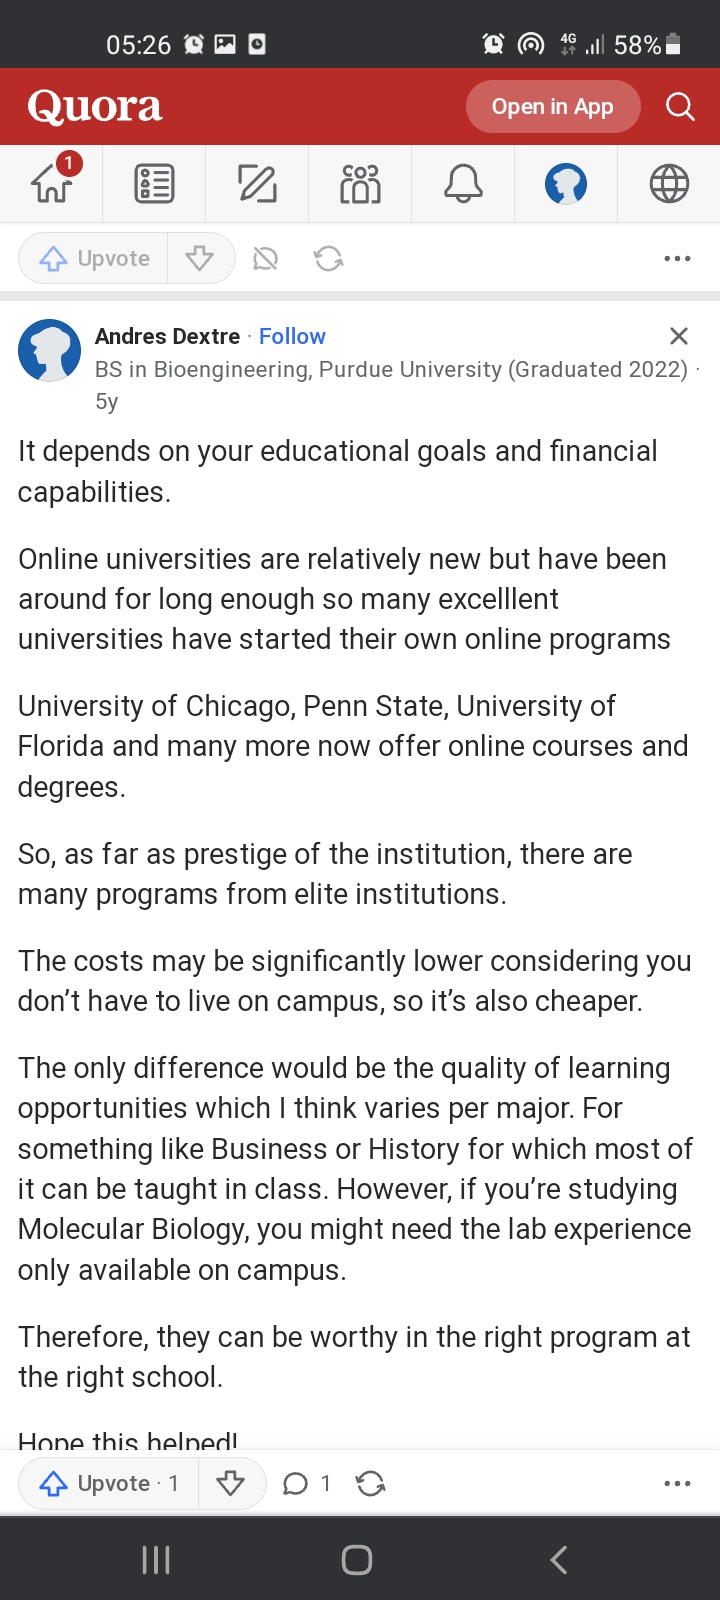 05:26
4G
58%
Quora
Open in App
1
Upvote
Andres Dextre · Follow
BS in Bioengineering, Purdue University (Graduated 2022) ·
5y
It depends on your educational goals and financial
capabilities.
Online universities are relatively new but have been
around for long enough so many excelllent
universities have started their own online programs
University of Chicago, Penn State, University of
Florida and many more now offer online courses and
degrees.
So, as far as prestige of the institution, there are
many programs from elite institutions.
The costs may be significantly lower considering you
don’t have to live on campus, so it’s also cheaper.
The only difference would be the quality of learning
opportunities which I think varies per major. For
something like Business or History for which most of
it can be taught in class. However, if you’re studying
Molecular Biology, you might need the lab experience
only available on campus.
Therefore, they can be worthy in the right program at
the right school.
Hope this helped!
Upvote · 1
1